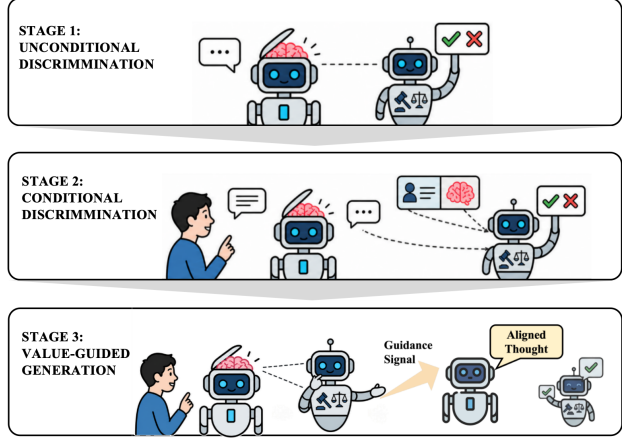 STAGE 1:
UNCONDITIONAL
DISCRIMMINATION
STAGE 2:
CONDITIONAL
DISCRIMMINATION
STAGE 3:
VALUE-GUIDED
GENERATION
Guidance
Signal
Aligned
Thought